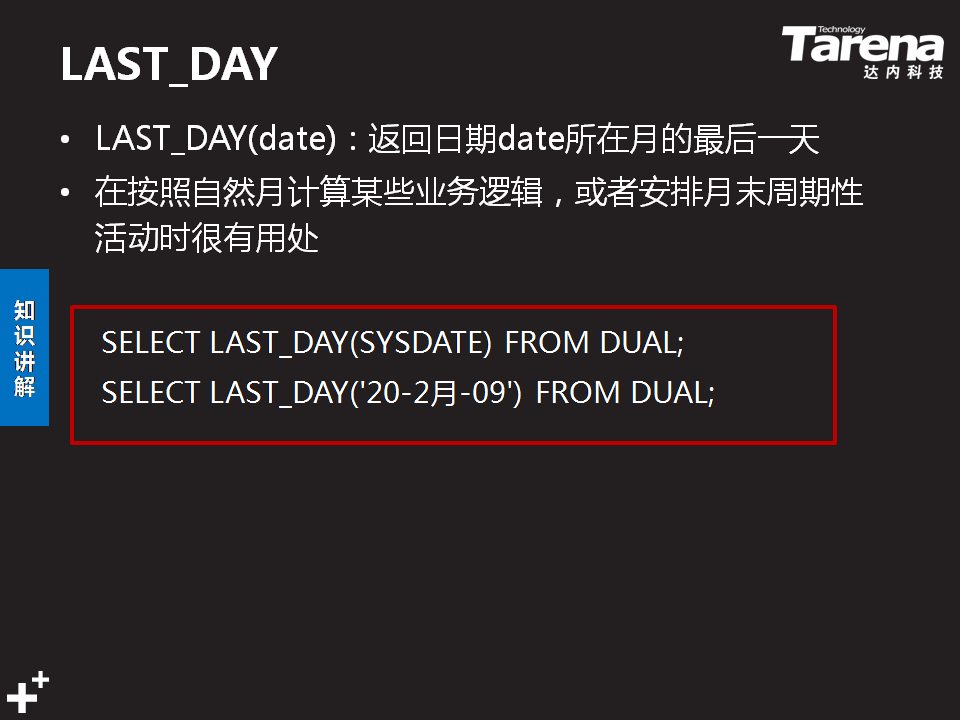 LAST_DAY
Technology
Tarena
达内科技
• LAST_DAY(date)：返回日期date所在月的最后一天
• 在按照自然月计算某些业务逻辑，或者安排月末周期性
活动时很有用处
知
识
讲
解
SELECT LAST_DAY(SYSDATE) FROM DUAL;
SELECT LAST_DAY('20-2月-09') FROM DUAL;